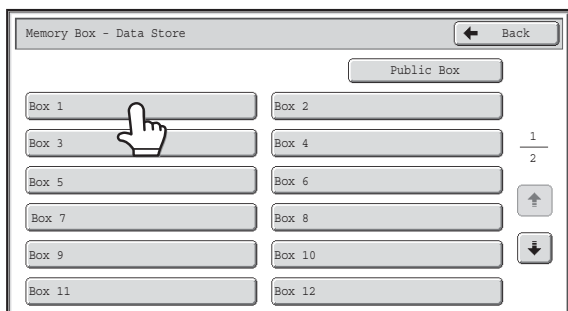 Memory Box - Data Store
Back
Public Box
Box 1
Box 2
Box 3
Box 4
1
2
Box 5
Box 6
Box 7
Box 8
Box 9
Box 10
Box 11
Box 12